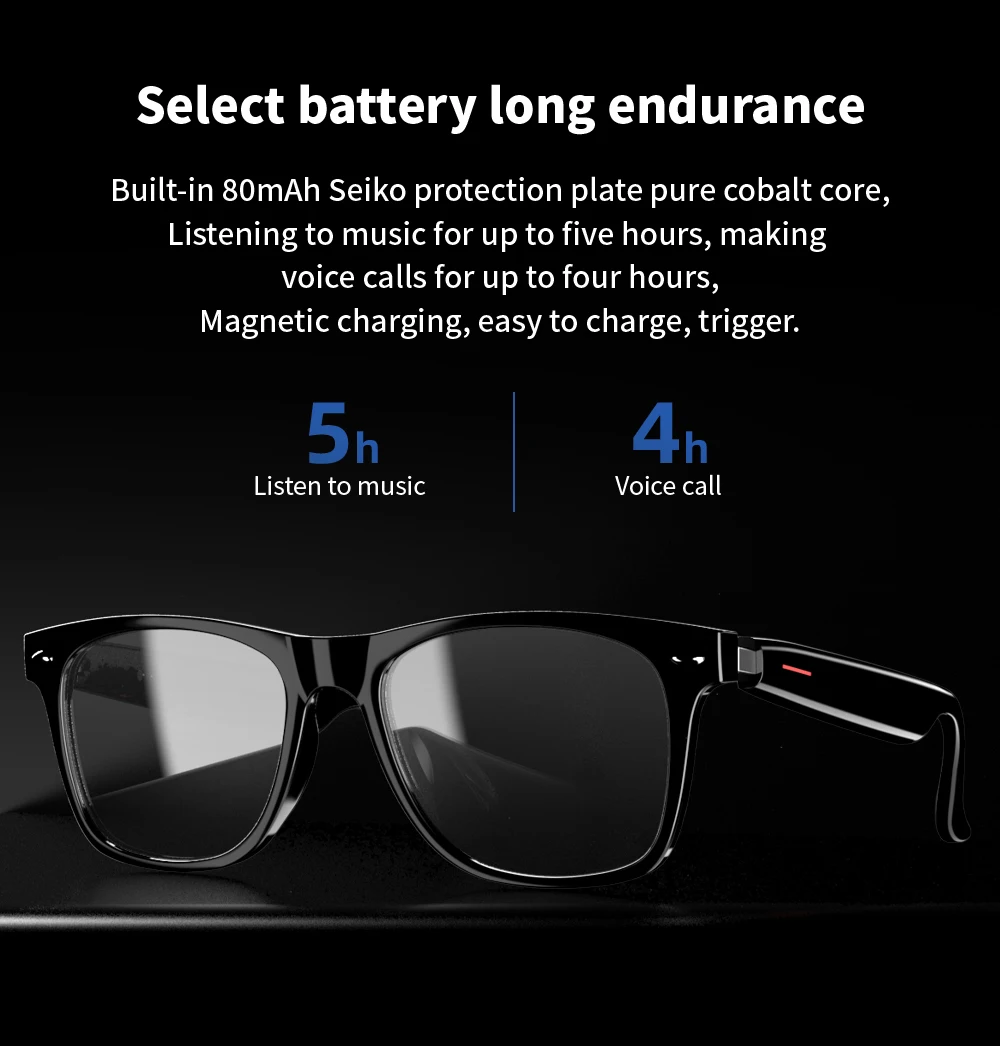 Select battery long endurance
Built-in 80mAh Seiko protection plate pure cobalt core,
Listening to music for up to five hours, making
voice calls for up to four hours,
Magnetic charging, easy to charge, trigger.
5h
Listen to music
4h
Voice call